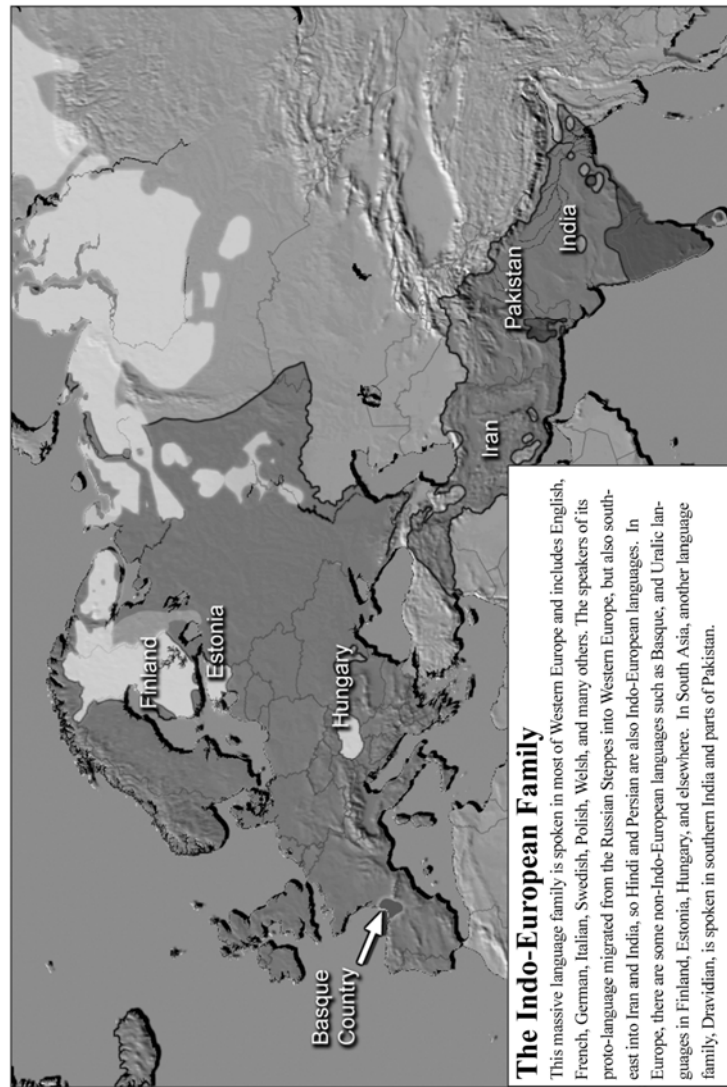 Finland
Estonia
Hungary
Basque
Country
Iran
Pakistan
India
The Indo-European Family
This massive language family is spoken in most of Western Europe and includes English,
French, German, Italian, Swedish, Polish, Welsh, and many others. The speakers of its
proto-language migrated from the Russian Steppes into Western Europe, but also south-
east into Iran and India, so Hindi and Persian are also Indo-European languages. In
Europe, there are some non-Indo-European languages such as Basque, and Uralic lan-
guages in Finland, Estonia, Hungary, and elsewhere. In South Asia, another language
family, Dravidian, is spoken in southern India and parts of Pakistan.